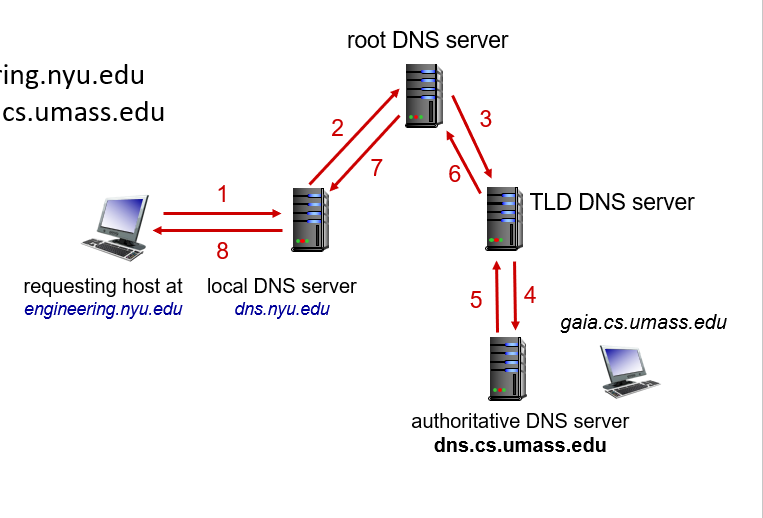 root DNS server
ring.nyu.edu
cs.umass.edu
2
3
7
6
1
TLD DNS server
8
requesting host at
engineering.nyu.edu
local DNS server
dns.nyu.edu
5
4
gaia.cs.umass.edu
authoritative DNS server
dns.cs.umass.edu